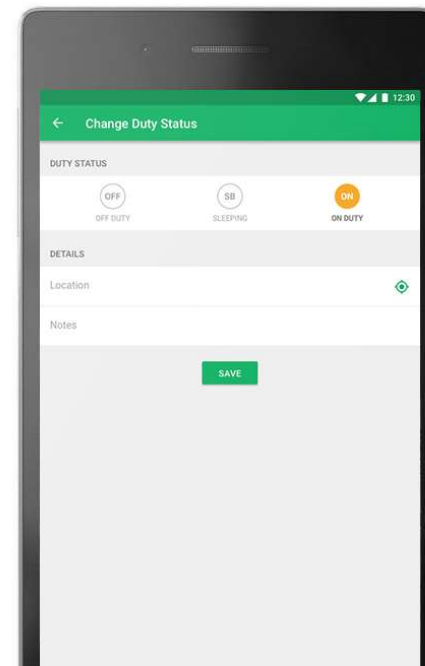 12:30
Change Duty Status
DUTY STATUS
OFF SB ON
OFF DUTY SLEEPING ON DUTY
DETAILS
Location
Notes
SAVE